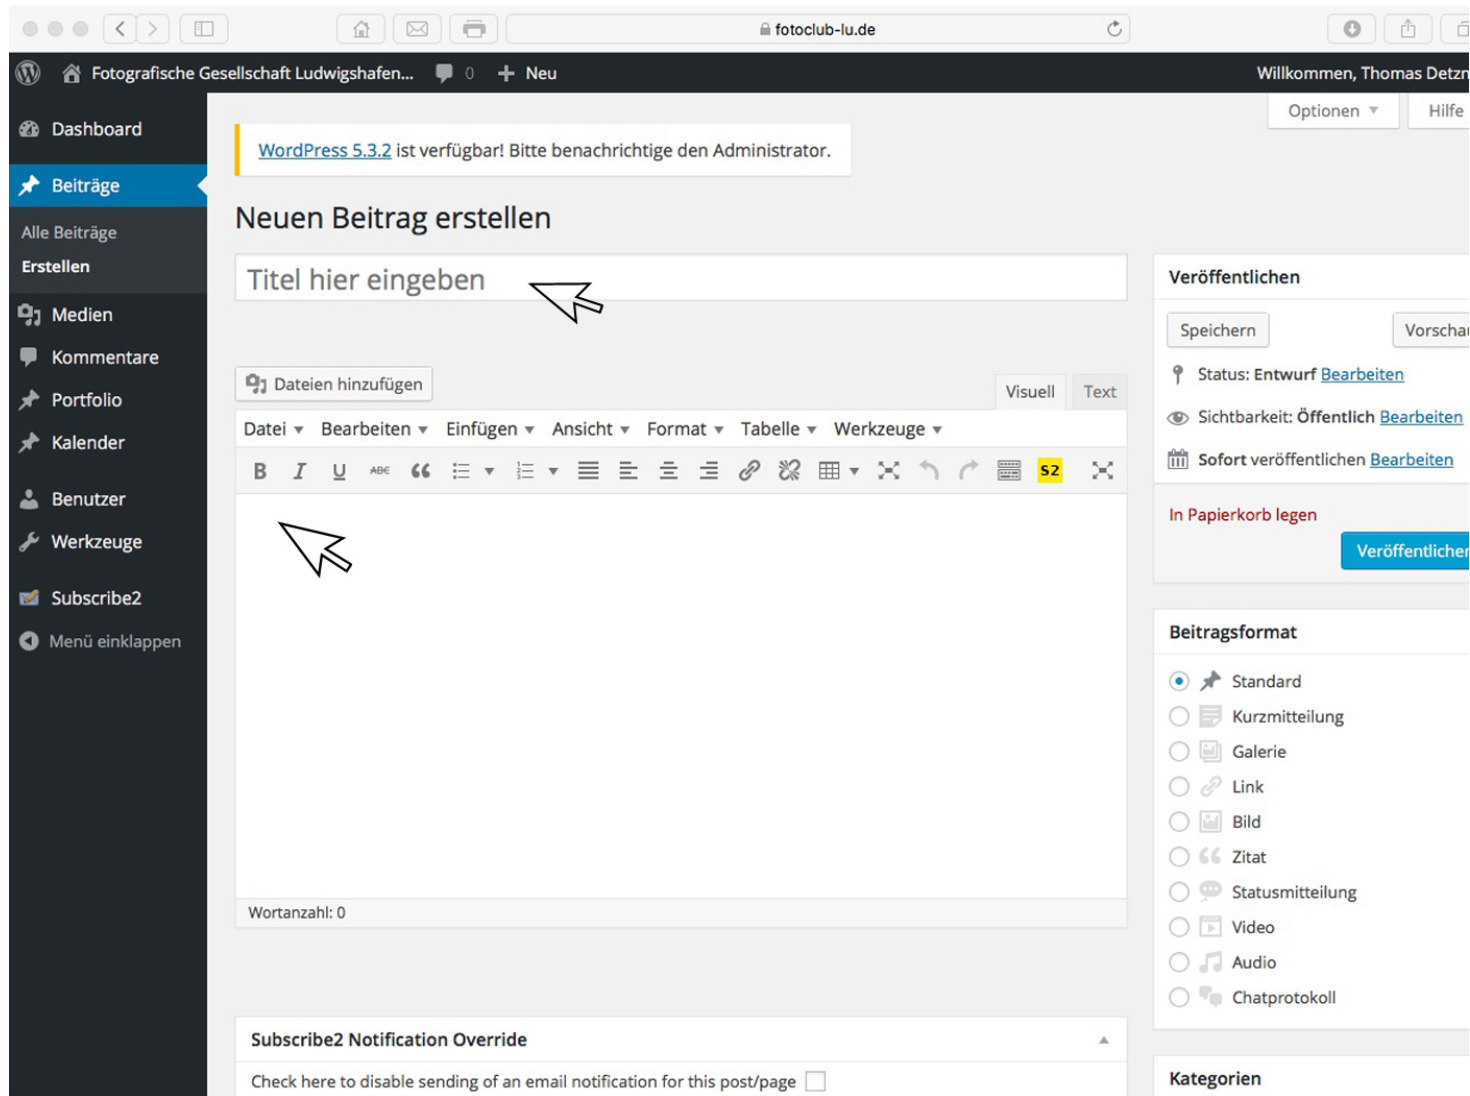 fotoclub-lu.de
Fotografische Gesellschaft Ludwigshafen... 0 + Neu
Willkommen, Thomas Detzn
Optionen
Hilfe
Dashboard
Beiträge
Alle Beiträge
Erstellen
Medien
Kommentare
Portfolio
Kalender
Benutzer
Werkzeuge
Subscribe2
Menü einklappen
WordPress 5.3.2 ist verfügbar! Bitte benachrichtige den Administrator.
Neuen Beitrag erstellen
Titel hier eingeben
Dateien hinzufügen
Visuell Text
Datei Bearbeiten Einfügen Ansicht Format Tabelle Werkzeuge
B I U ABC S2
Wortanzahl: 0
Subscribe2 Notification Override
Check here to disable sending of an email notification for this post/page
Veröffentlichen
Speichern Vorschau
Status: Entwurf Bearbeiten
Sichtbarkeit: Öffentlich Bearbeiten
Sofort veröffentlichen Bearbeiten
In Papierkorb legen
Veröffentlichen
Beitragsformat
Standard
Kurzmitteilung
Galerie
Link
Bild
Zitat
Statusmitteilung
Video
Audio
Chatprotokoll
Kategorien